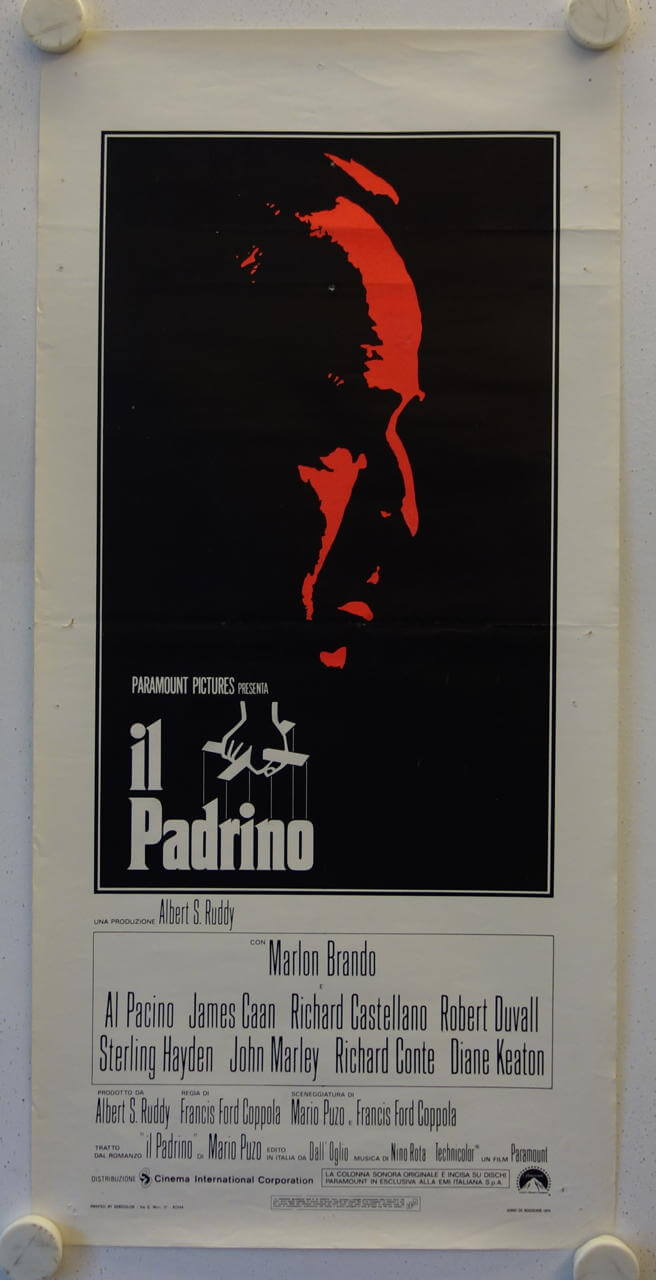 PARAMOUNT PICTURES PRESENTA
il
Padrino
UNA PRODUZIONE Albert S. Ruddy
CON Marlon Brando
E
Al Pacino James Caan Richard Castellano Robert Duvall
Sterling Hayden John Marley Richard Conte Diane Keaton
PRODOTTO DA REGIA DI SCENEGGIATURA DI
Albert S. Ruddy Francis Ford Coppola Mario Puzo E Francis Ford Coppola
TRATTO DAL ROMANZO "il Padrino" DI Mario Puzo EDITO IN ITALIA DA Dall'Oglio MUSICA DI Nino Rota Technicolor® UN FILM Paramount
DISTRIBUZIONE Cinema International Corporation
LA COLONNA SONORA ORIGINALE E INCISA SU DISCHI
PARAMOUNT IN ESCLUSIVA ALLA EMI ITALIANA S.p.A.
PRINTED BY
ROMA